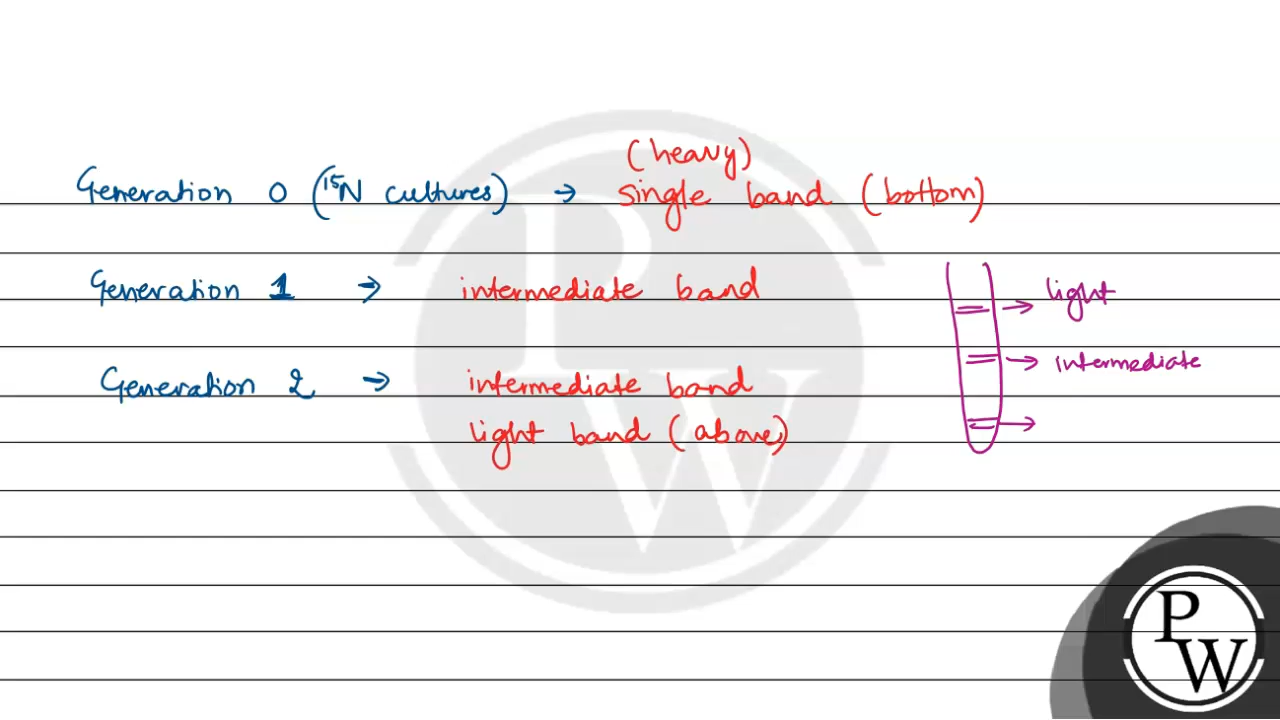 (heavy)
Generation 0 (¹⁵N cultures) → single band (bottom)
Generation 1 → intermediate band
→ light
→ intermediate
Generation 2 → intermediate band
light band (above)
→
PW
PW